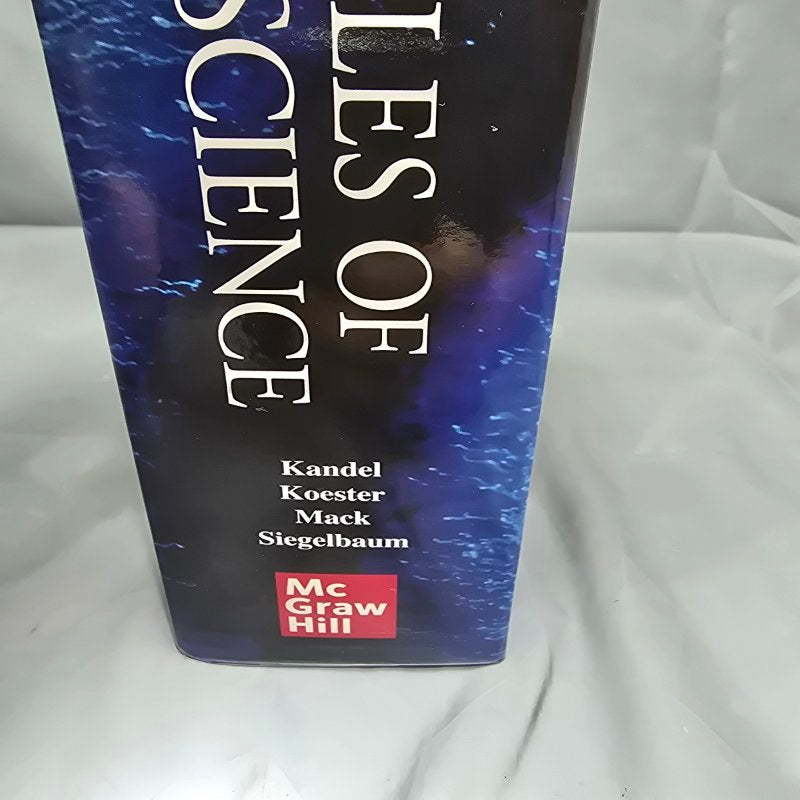 LES OF
SCIENCE
Kandel
Koester
Mack
Siegelbaum
Mc
Graw
Hill